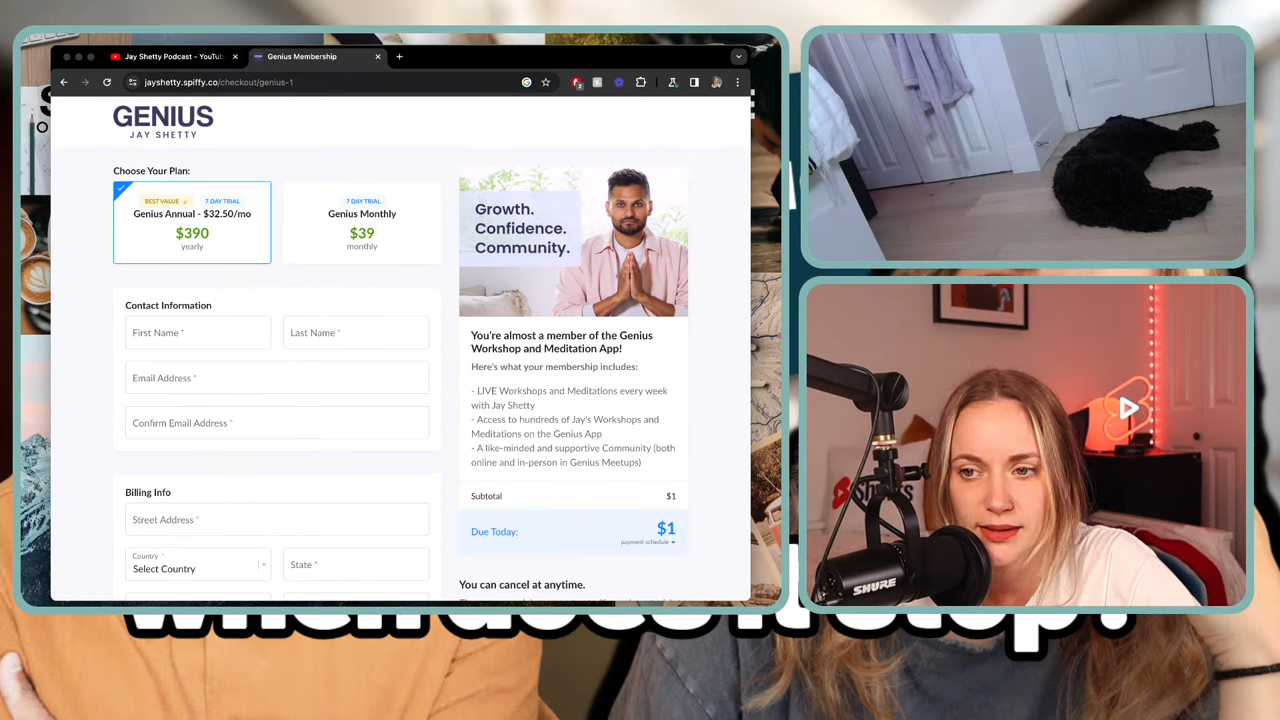 Jay Shetty Podcast - YouTub
Genius Membership
jayshetty.spiffy.co/checkout/genius-1
GENIUS
JAY SHETTY
Choose Your Plan:
BEST VALUE
7 DAY TRIAL
Genius Annual - $32.50/mo
$390
yearly
7 DAY TRIAL
Genius Monthly
$39
monthly
Contact Information
First Name *
Last Name *
Email Address *
Confirm Email Address *
Billing Info
Street Address *
Country *
Select Country
State *
Growth.
Confidence.
Community.
You're almost a member of the Genius
Workshop and Meditation App!
Here's what your membership includes:
- LIVE Workshops and Meditations every week
with Jay Shetty
- Access to hundreds of Jay's Workshops and
Meditations on the Genius App
- A like-minded and supportive Community (both
online and in-person in Genius Meetups)
Subtotal
$1
Due Today:
$1
payment schedule
You can cancel at anytime.
SHURE
when does it stop?